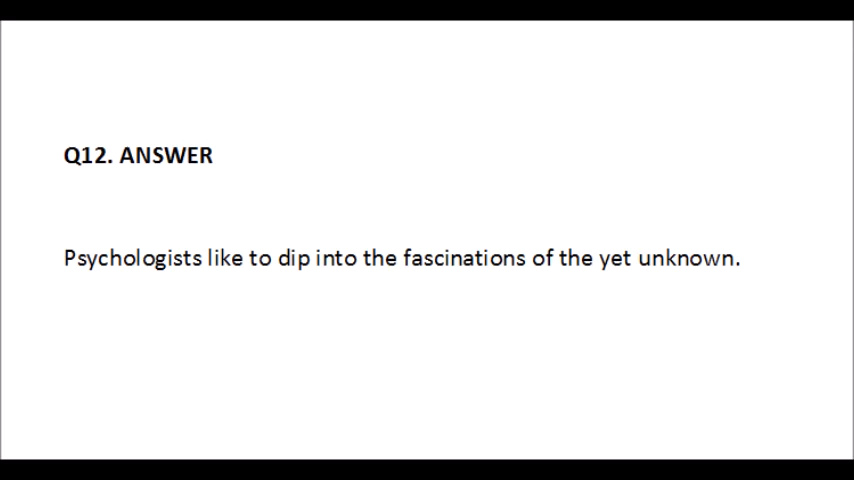 Q12. ANSWER
Psychologists like to dip into the fascinations of the yet unknown.